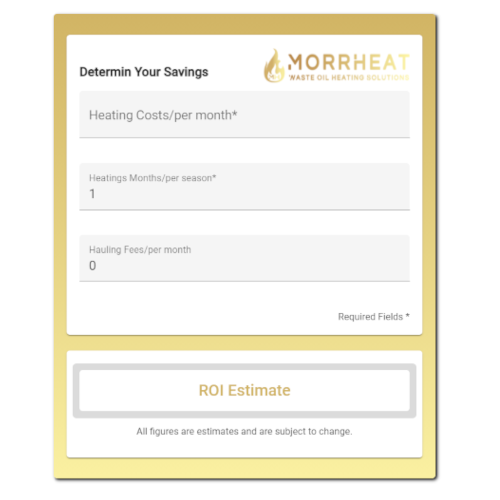 MORRHEAT
WASTE OIL HEATING SOLUTIONS
Determin Your Savings
Heating Costs/per month*
Heatings Months/per season*
1
Hauling Fees/per month
0
Required Fields *
ROI Estimate
All figures are estimates and are subject to change.